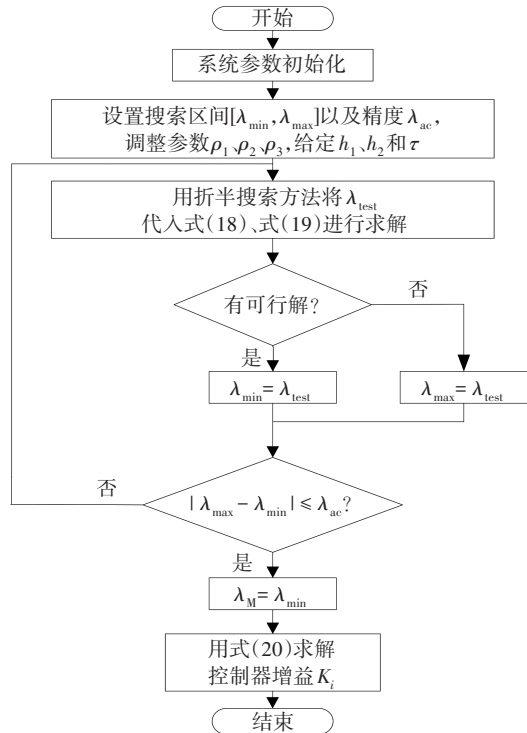 开始
系统参数初始化
设置搜索区间[λmin,λmax]以及精度λac,
调整参数ρ1、ρ2、ρ3,给定h1、h2和τ
用折半搜索方法将λtest
代入式(18)、式(19)进行求解
有可行解?
否
是
λmin=λtest
λmax=λtest
否
|λmax-λmin|≤λac?
是
λM=λmin
用式(20)求解
控制器增益Ki
结束